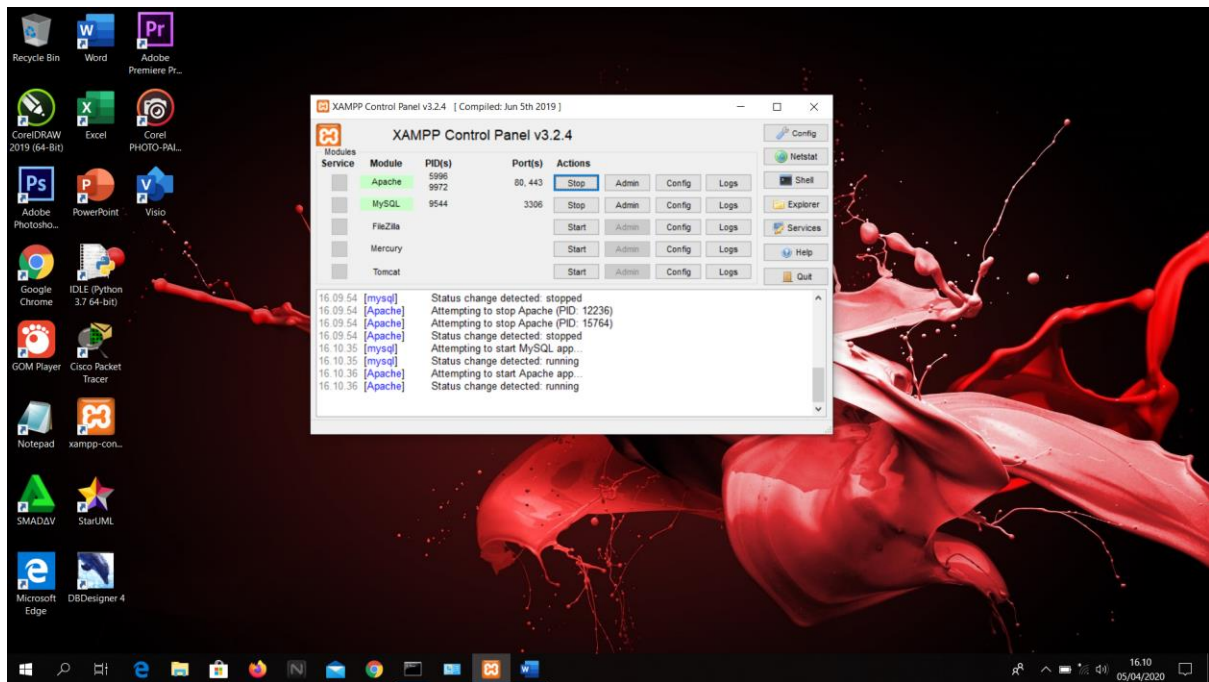 Recycle Bin
Word
Adobe
Premiere Pr...
CorelDRAW
2019 (64-Bit)
Excel
Corel
PHOTO-PAI...
Adobe
Photosho...
PowerPoint
Visio
Google
Chrome
IDLE (Python
3.7 64-bit)
GOM Player
Cisco Packet
Tracer
Notepad
xampp-con...
SMADΔV
StarUML
Microsoft
Edge
DBDesigner 4
XAMPP Control Panel v3.2.4 [ Compiled: Jun 5th 2019 ]
XAMPP Control Panel v3.2.4
Config
Modules
Service Module PID(s) Port(s) Actions
Netstat
Apache 5996 9972 80, 443 Stop Admin Config Logs
Shell
MySQL 9544 3306 Stop Admin Config Logs
Explorer
FileZilla Start Admin Config Logs
Services
Mercury Start Admin Config Logs
Help
Tomcat Start Admin Config Logs
Quit
16.09.54 [mysql] Status change detected: stopped
16.09.54 [Apache] Attempting to stop Apache (PID: 12236)
16.09.54 [Apache] Attempting to stop Apache (PID: 15764)
16.09.54 [Apache] Status change detected: stopped
16.10.35 [mysql] Attempting to start MySQL app...
16.10.35 [mysql] Status change detected: running
16.10.36 [Apache] Attempting to start Apache app...
16.10.36 [Apache] Status change detected: running
16.10
05/04/2020